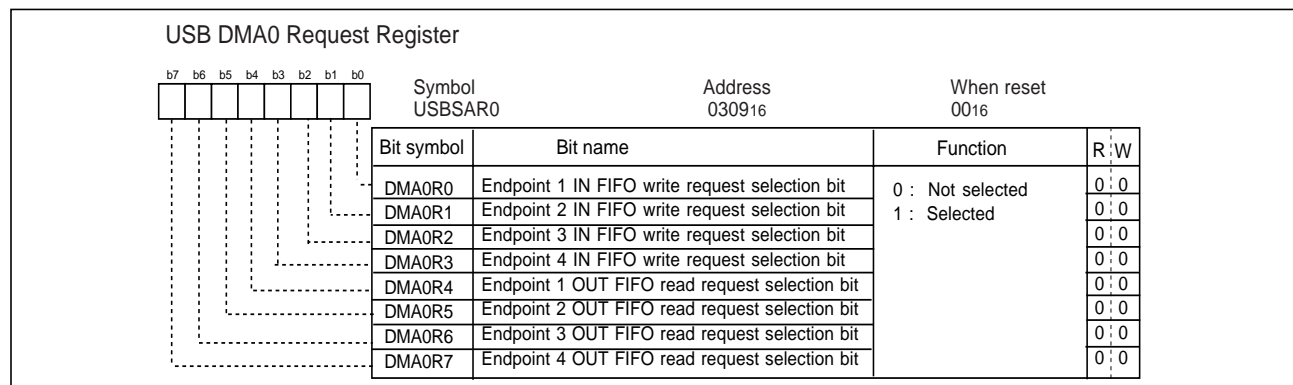 USB DMA0 Request Register
b7 b6 b5 b4 b3 b2 b1 b0
Symbol Address When reset
USBSAR0 030916 0016
Bit symbol Bit name Function R W
DMA0R0 Endpoint 1 IN FIFO write request selection bit 0 : Not selected 0 0
DMA0R1 Endpoint 2 IN FIFO write request selection bit 1 : Selected 0 0
DMA0R2 Endpoint 3 IN FIFO write request selection bit 0 0
DMA0R3 Endpoint 4 IN FIFO write request selection bit 0 0
DMA0R4 Endpoint 1 OUT FIFO read request selection bit 0 0
DMA0R5 Endpoint 2 OUT FIFO read request selection bit 0 0
DMA0R6 Endpoint 3 OUT FIFO read request selection bit 0 0
DMA0R7 Endpoint 4 OUT FIFO read request selection bit 0 0